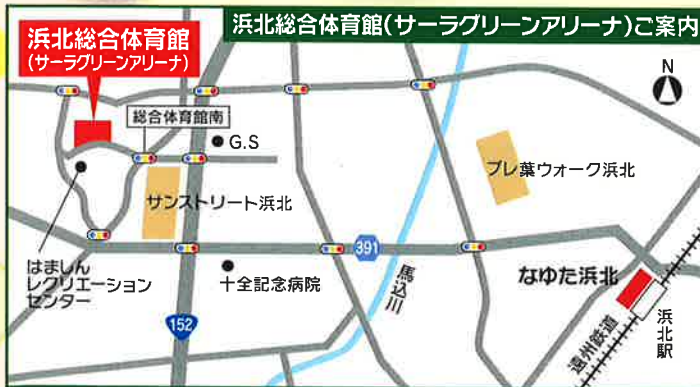 浜北総合体育館(サーラグリーンアリーナ)ご案内
浜北総合体育館
(サーラグリーンアリーナ)
N
総合体育館南
G.S
サンストリート浜北
プレ葉ウォーク浜北
391
はましん
レクリエーション
センター
十全記念病院
馬込川
なゆた浜北
152
遠州鉄道
浜北駅